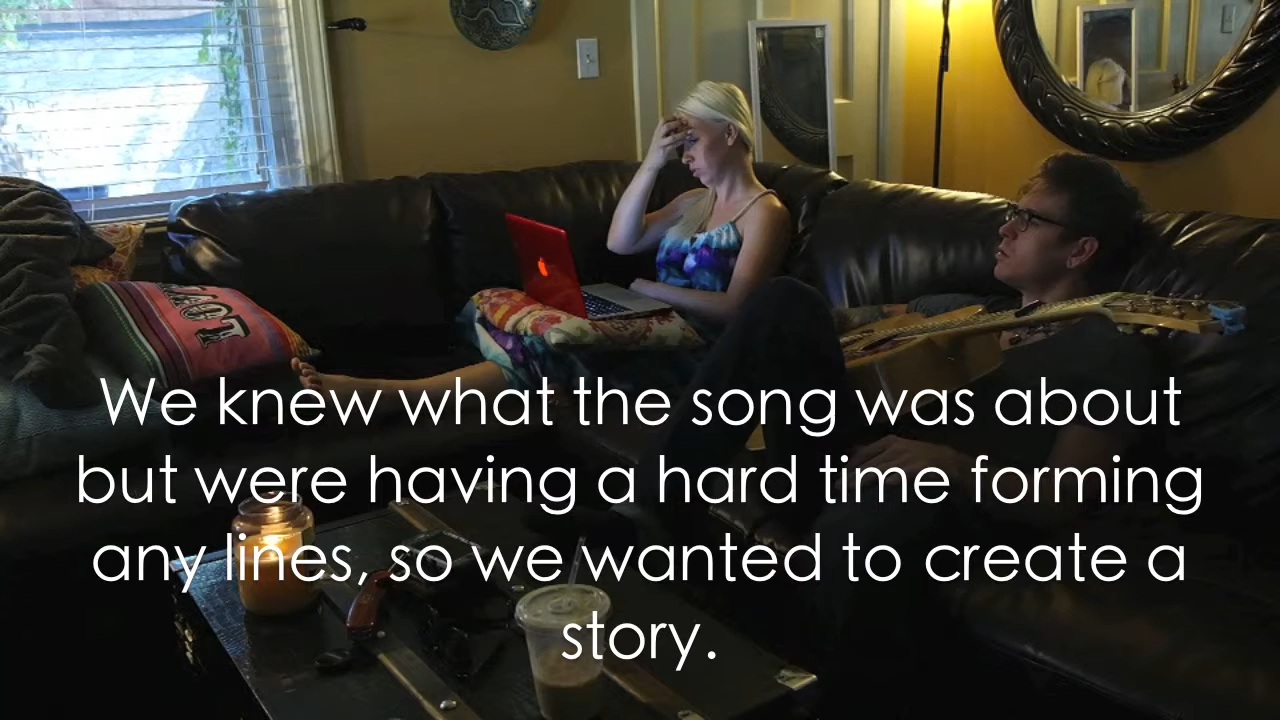 We knew what the song was about
but were having a hard time forming
any lines, so we wanted to create a
story.